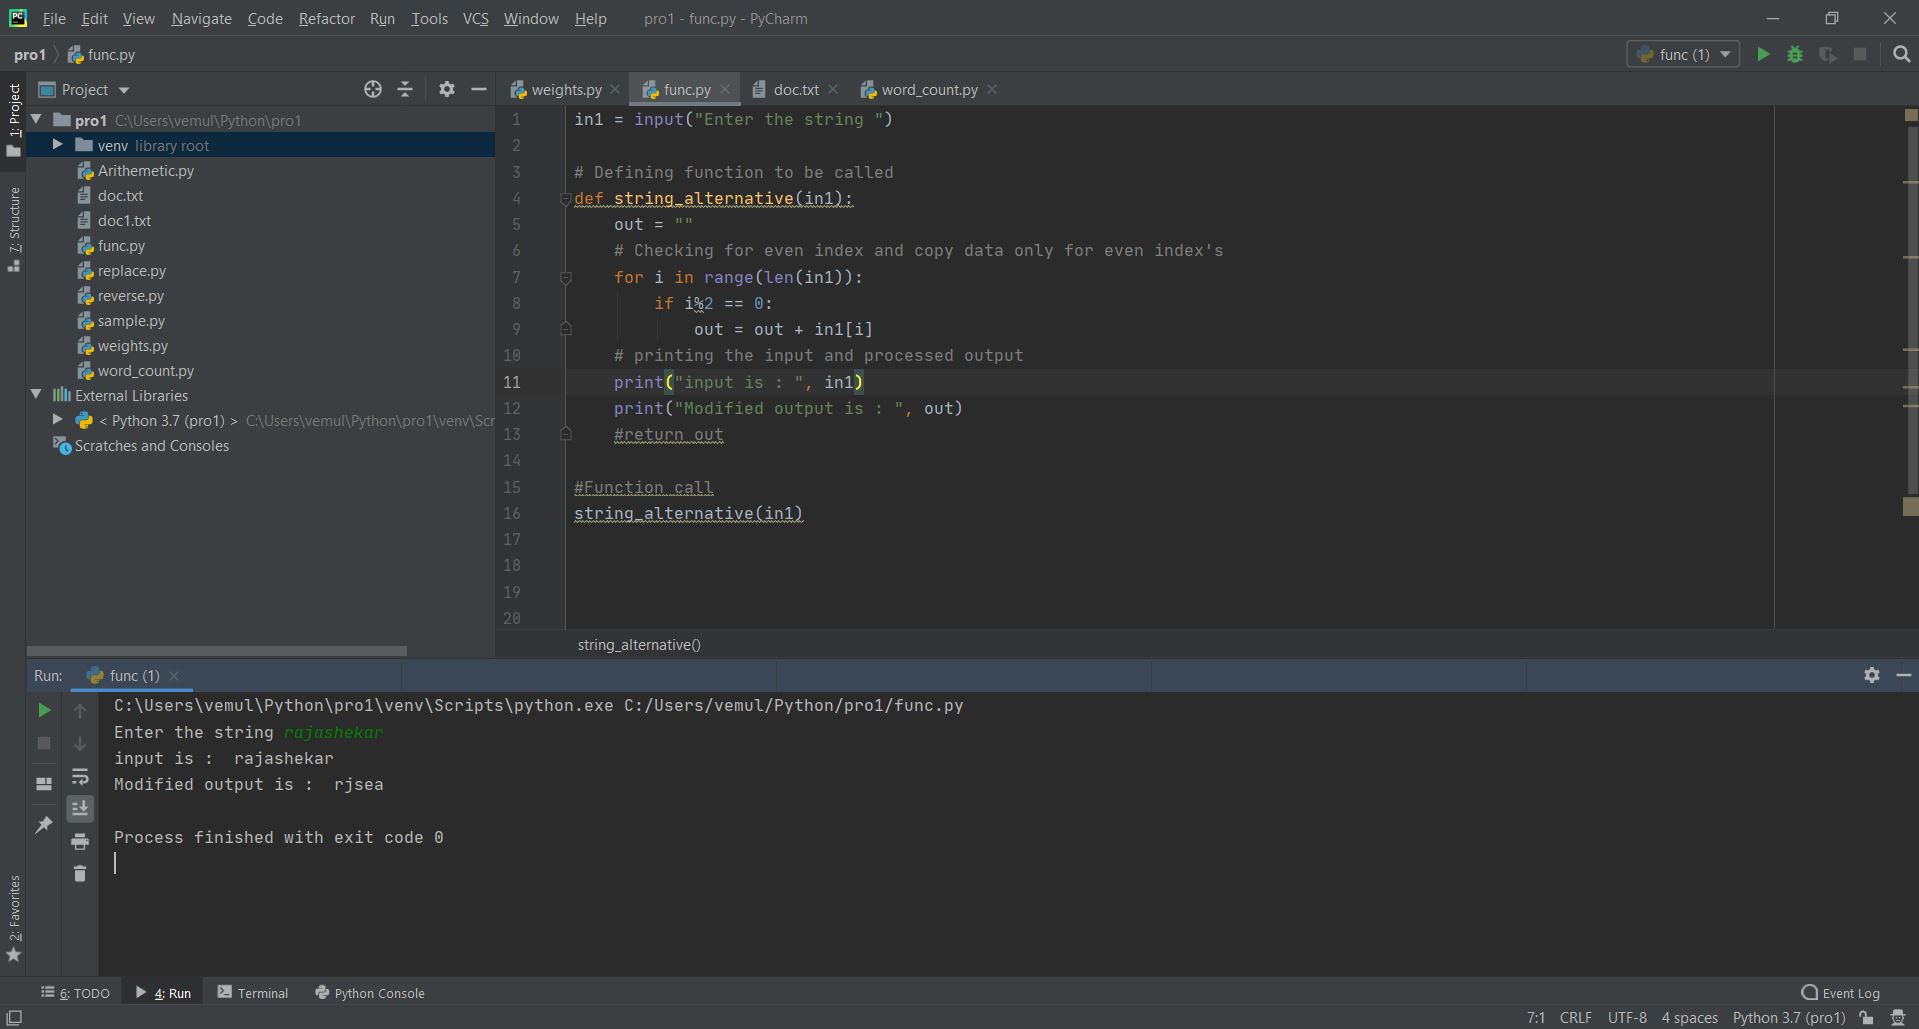 File Edit View Navigate Code Refactor Run Tools VCS Window Help pro1 - func.py - PyCharm
pro1 func.py func (1)
1: Project
7: Structure
2: Favorites
Project
pro1 C:\Users\vemul\Python\pro1
venv library root
Arithemetic.py
doc.txt
doc1.txt
func.py
replace.py
reverse.py
sample.py
weights.py
word_count.py
External Libraries
< Python 3.7 (pro1) > C:\Users\vemul\Python\pro1\venv\Scr
Scratches and Consoles
weights.py func.py doc.txt word_count.py
1 in1 = input("Enter the string ")
2
3 # Defining function to be called
4 def string_alternative(in1):
5 out = ""
6 # Checking for even index and copy data only for even index's
7 for i in range(len(in1)):
8 if i%2 == 0:
9 out = out + in1[i]
10 # printing the input and processed output
11 print("input is : ", in1)
12 print("Modified output is : ", out)
13 #return out
14
15 #Function call
16 string_alternative(in1)
17
18
19
20
string_alternative()
Run: func (1)
C:\Users\vemul\Python\pro1\venv\Scripts\python.exe C:/Users/vemul/Python/pro1/func.py
Enter the string rajashekar
input is :  rajashekar
Modified output is :  rjsea
Process finished with exit code 0
6: TODO 4: Run Terminal Python Console Event Log
7:1 CRLF UTF-8 4 spaces Python 3.7 (pro1)